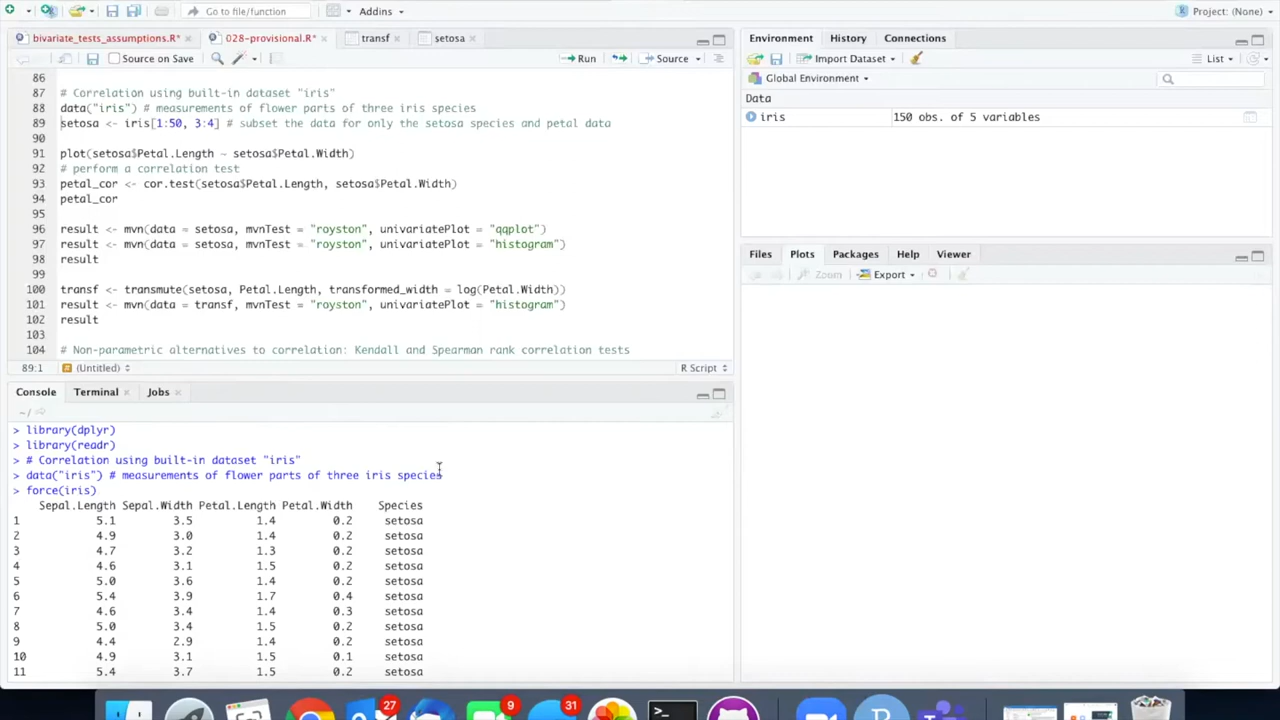 Go to file/function
Addins
Project: (None)
bivariate_tests_assumptions.R*
028-provisional.R*
transf
setosa
Source on Save
Run
Source
86
87 # Correlation using built-in dataset "iris"
88 data("iris") # measurements of flower parts of three iris species
89 setosa <- iris[1:50, 3:4] # subset the data for only the setosa species and petal data
90
91 plot(setosa$Petal.Length ~ setosa$Petal.Width)
92 # perform a correlation test
93 petal_cor <- cor.test(setosa$Petal.Length, setosa$Petal.Width)
94 petal_cor
95
96 result <- mvn(data = setosa, mvnTest = "royston", univariatePlot = "qqplot")
97 result <- mvn(data = setosa, mvnTest = "royston", univariatePlot = "histogram")
98 result
99
100 transf <- transmute(setosa, Petal.Length, transformed_width = log(Petal.Width))
101 result <- mvn(data = transf, mvnTest = "royston", univariatePlot = "histogram")
102 result
103
104 # Non-parametric alternatives to correlation: Kendall and Spearman rank correlation tests
89:1 (Untitled) R Script
Console Terminal Jobs
~/
> library(dplyr)
> library(readr)
> # Correlation using built-in dataset "iris"
> data("iris") # measurements of flower parts of three iris species
> force(iris)
Sepal.Length Sepal.Width Petal.Length Petal.Width Species
1 5.1 3.5 1.4 0.2 setosa
2 4.9 3.0 1.4 0.2 setosa
3 4.7 3.2 1.3 0.2 setosa
4 4.6 3.1 1.5 0.2 setosa
5 5.0 3.6 1.4 0.2 setosa
6 5.4 3.9 1.7 0.4 setosa
7 4.6 3.4 1.4 0.3 setosa
8 5.0 3.4 1.5 0.2 setosa
9 4.4 2.9 1.4 0.2 setosa
10 4.9 3.1 1.5 0.1 setosa
11 5.4 3.7 1.5 0.2 setosa
Environment History Connections
Import Dataset
List
Global Environment
Data
iris 150 obs. of 5 variables
Files Plots Packages Help Viewer
Zoom Export
27
9
31